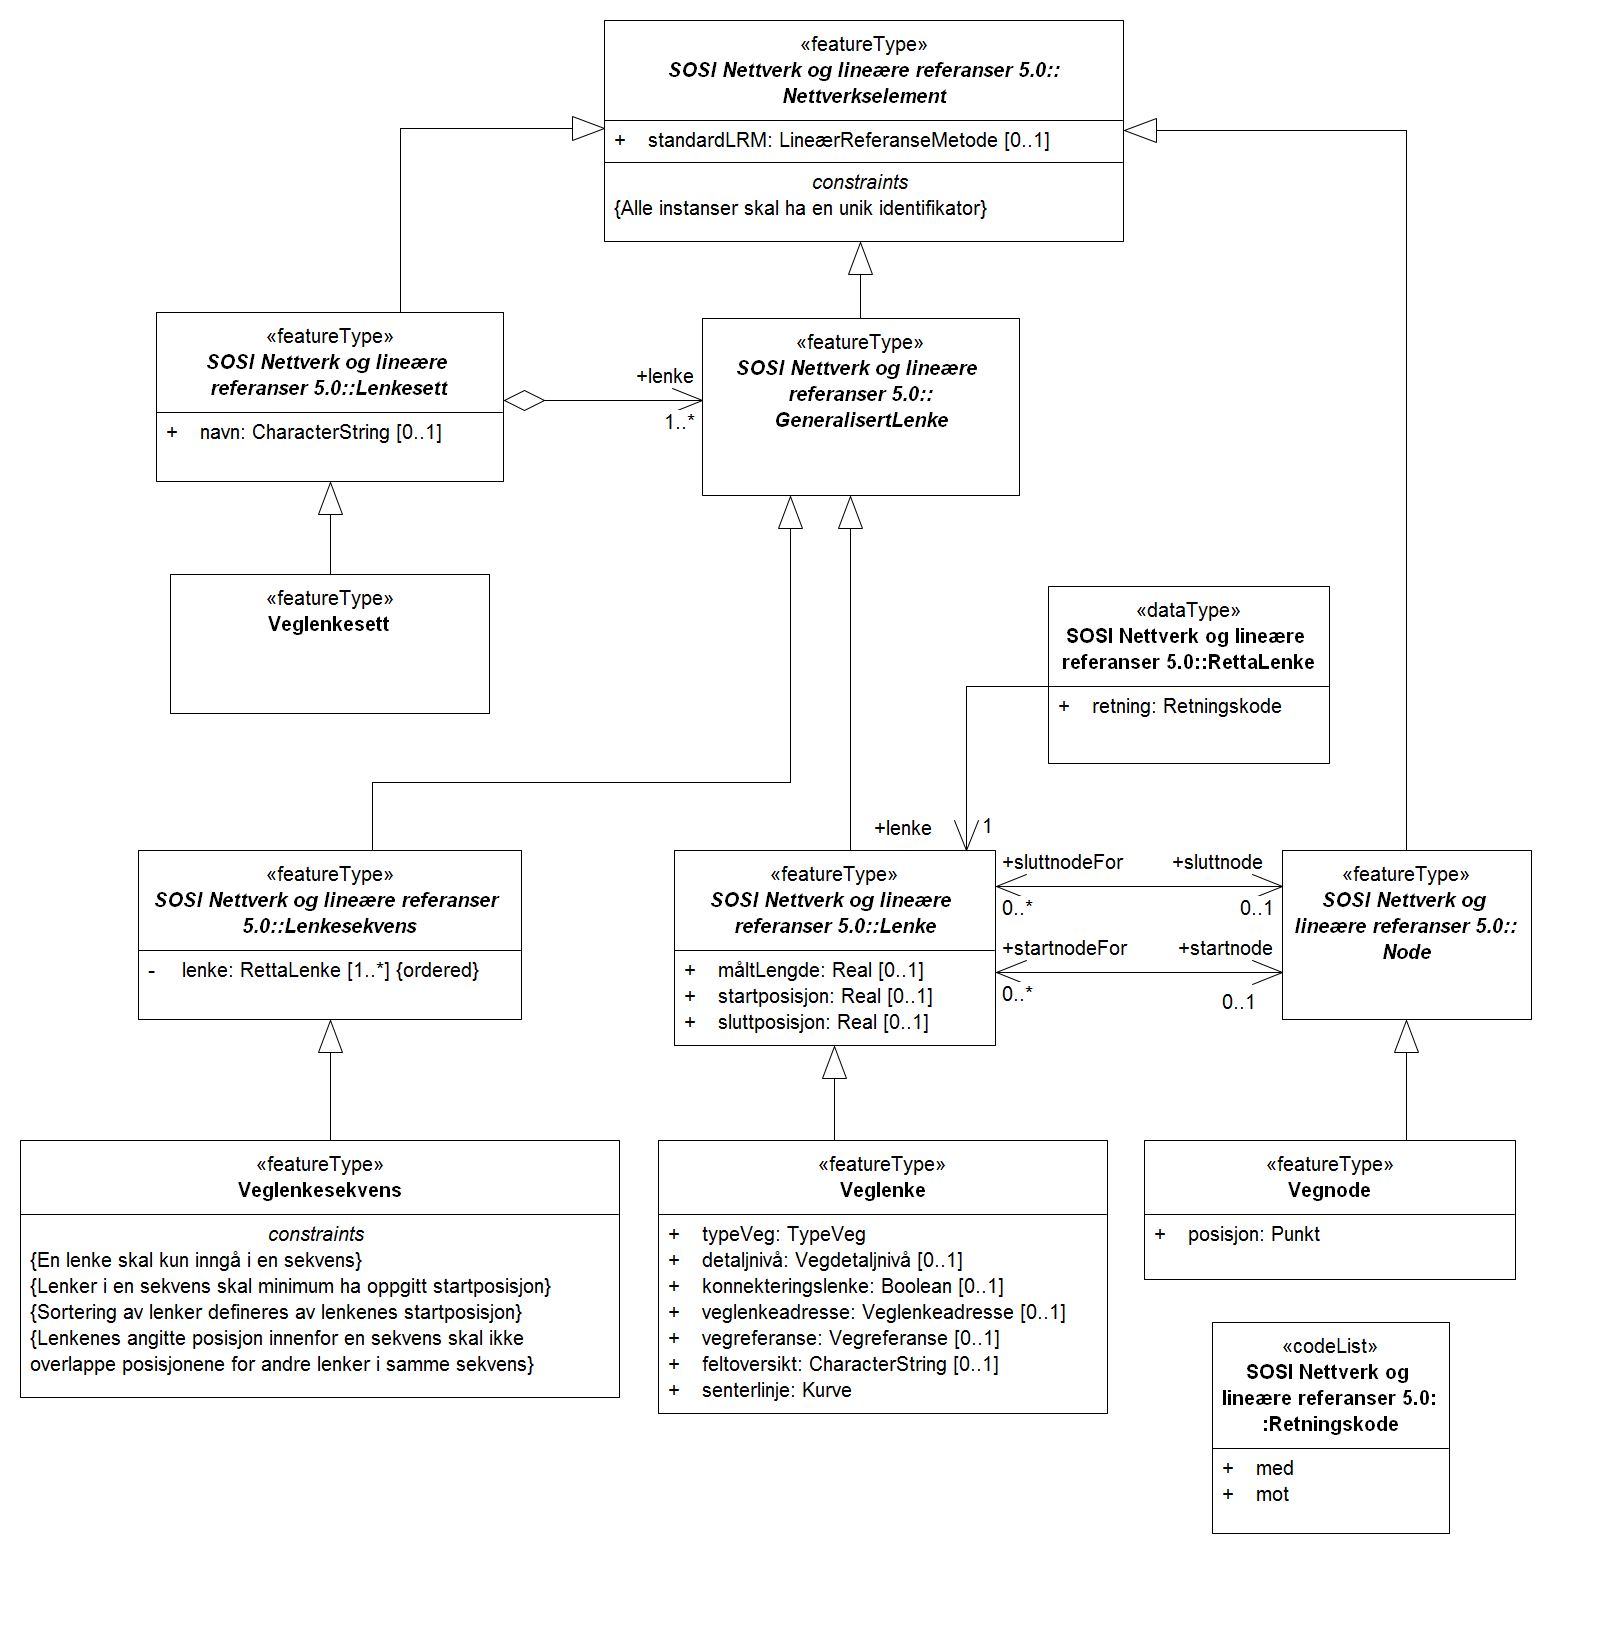 «featureType»
SOSI Nettverk og lineære referanser 5.0::
Nettverkselement
+ standardLRM: LineærReferanseMetode [0..1]
constraints
{Alle instanser skal ha en unik identifikator}
«featureType»
SOSI Nettverk og lineære
referanser 5.0::Lenkesett
+ navn: CharacterString [0..1]
+lenke
1..*
«featureType»
SOSI Nettverk og lineære
referanser 5.0::
GeneralisertLenke
«featureType»
Veglenkesett
«dataType»
SOSI Nettverk og lineære
referanser 5.0::RettaLenke
+ retning: Retningskode
+lenke
1
«featureType»
SOSI Nettverk og lineære referanser
5.0::Lenkesekvens
- lenke: RettaLenke [1..*] {ordered}
«featureType»
SOSI Nettverk og lineære
referanser 5.0::Lenke
+ måltLengde: Real [0..1]
+ startposisjon: Real [0..1]
+ sluttposisjon: Real [0..1]
+sluttnodeFor
+sluttnode
0..*
0..1
+startnodeFor
+startnode
0..*
0..1
«featureType»
SOSI Nettverk og
lineære referanser 5.0::
Node
«featureType»
Veglenkesekvens
constraints
{En lenke skal kun inngå i en sekvens}
{Lenker i en sekvens skal minimum ha oppgitt startposisjon}
{Sortering av lenker defineres av lenkenes startposisjon}
{Lenkenes angitte posisjon innenfor en sekvens skal ikke
overlappe posisjonene for andre lenker i samme sekvens}
«featureType»
Veglenke
+ typeVeg: TypeVeg
+ detaljnivå: Vegdetaljnivå [0..1]
+ konnekteringslenke: Boolean [0..1]
+ veglenkeadresse: Veglenkeadresse [0..1]
+ vegreferanse: Vegreferanse [0..1]
+ feltoversikt: CharacterString [0..1]
+ senterlinje: Kurve
«featureType»
Vegnode
+ posisjon: Punkt
«codeList»
SOSI Nettverk og
lineære referanser 5.0:
:Retningskode
+ med
+ mot